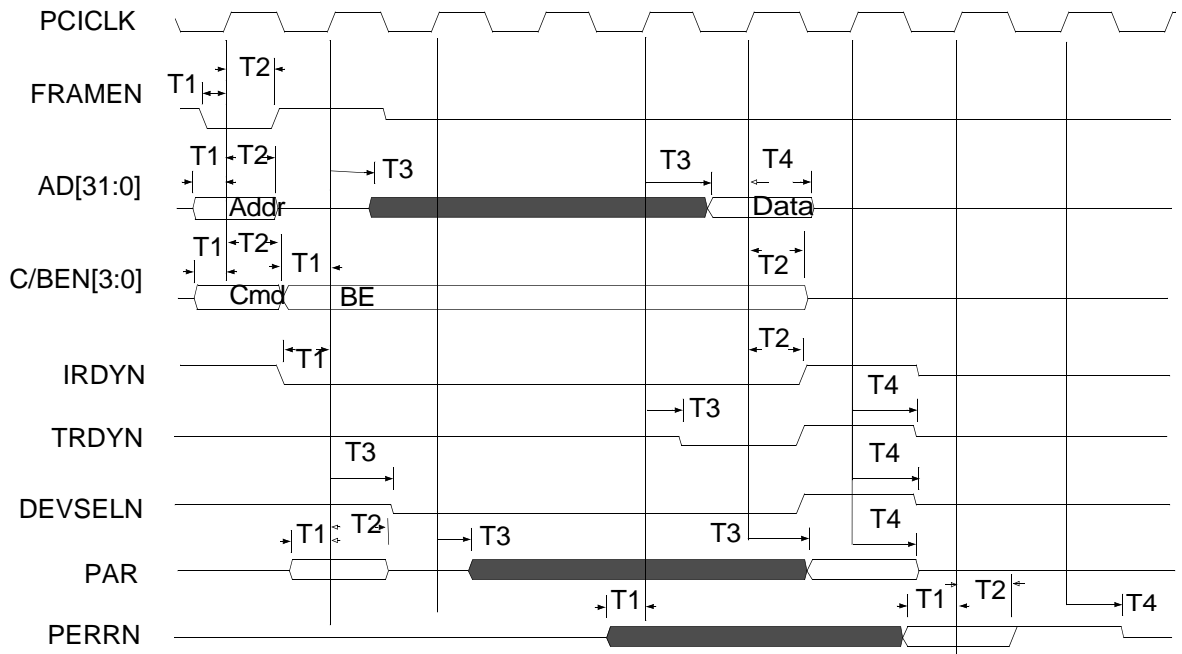 PCICLK
T2
T1
FRAMEN
T1 T2 T3 T3 T4
AD[31:0]
Addr Data
T1 T2 T1 T2
C/BEN[3:0]
Cmd BE
T1 T2
IRDYN
T4
T3
TRDYN
T3 T4
DEVSELN
T1 T2 T3 T3 T4
PAR
T1 T1 T2 T4
PERRN